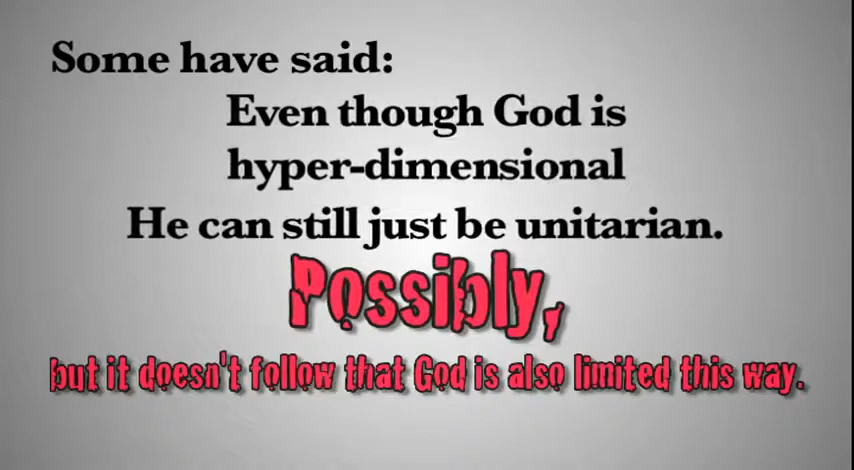 Some have said:
Even though God is
hyper-dimensional
He can still just be unitarian.
Possibly,
but it doesn't follow that God is also limited this way.